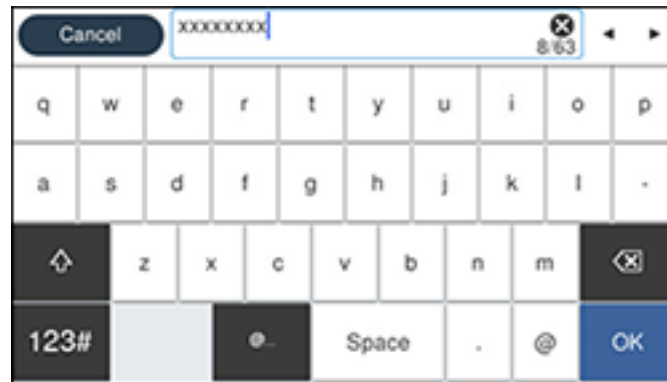 Cancel xxxxxxxx 8/63
q w e r t y u i o p
a s d f g h j k l -
z x c v b n m
123# @... Space . @ OK